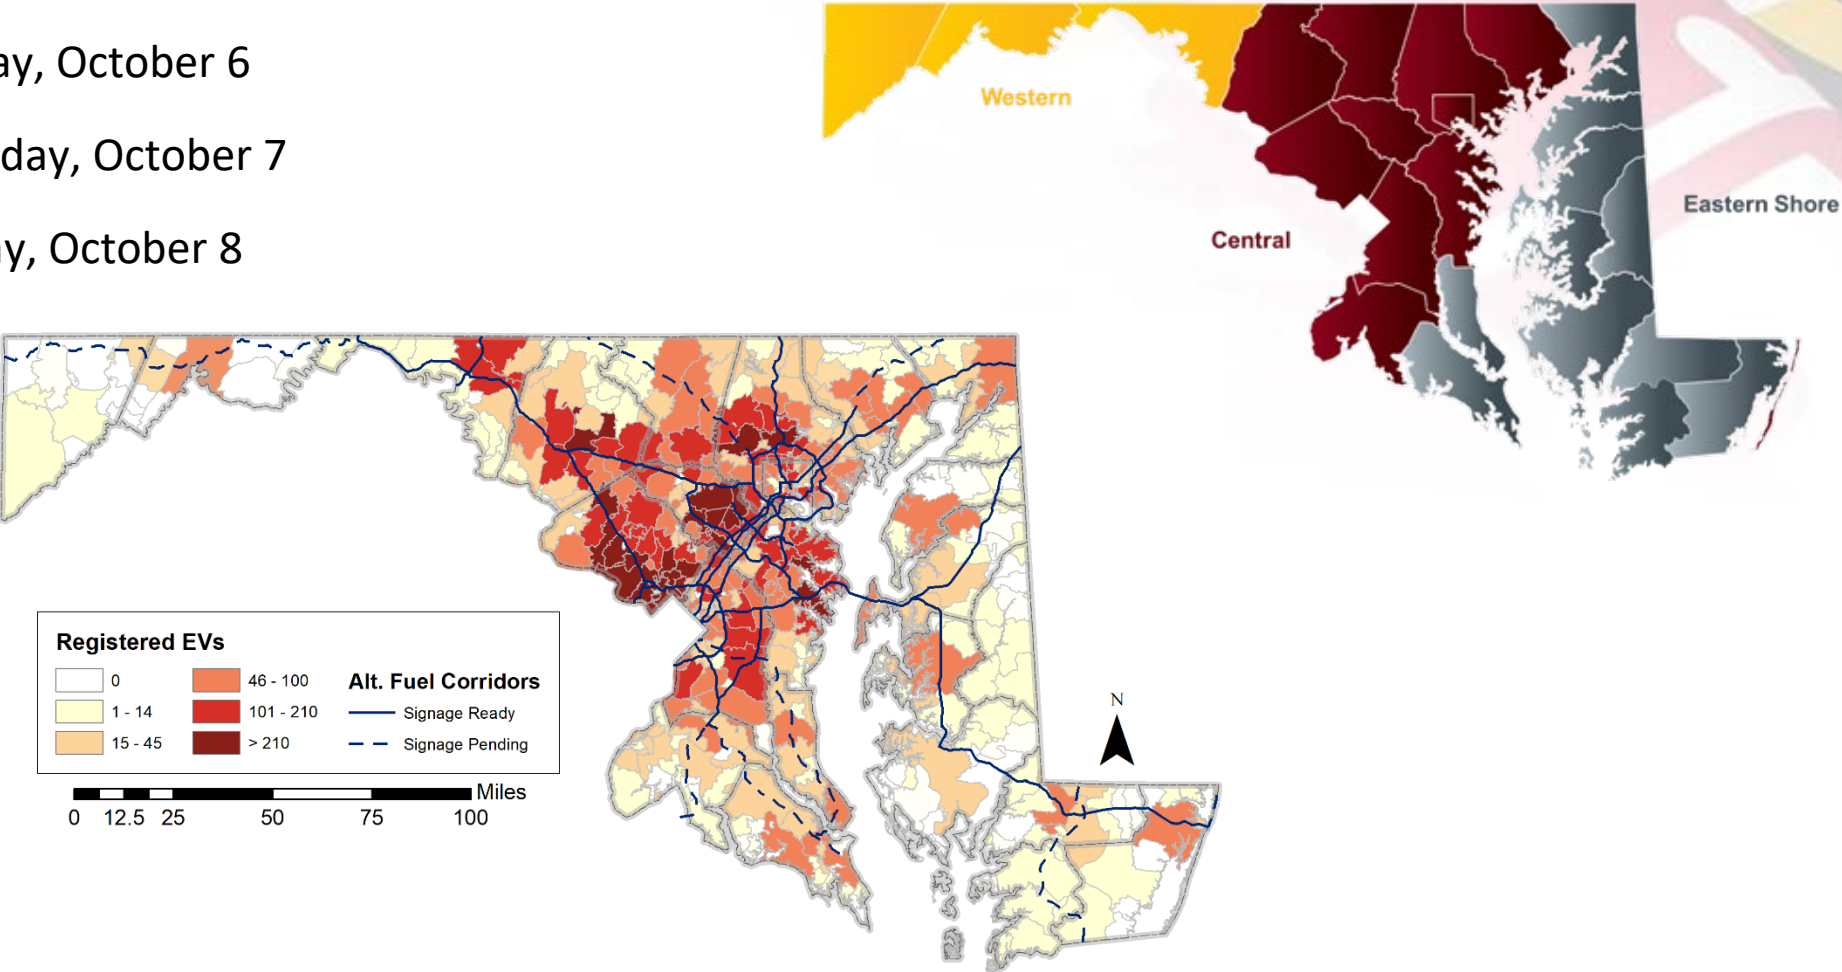 ay, October 6
day, October 7
ay, October 8
Western
Central
Eastern Shore
Registered EVs
0
1 - 14
15 - 45
46 - 100
101 - 210
> 210
Alt. Fuel Corridors
Signage Ready
Signage Pending
N
Miles
0 12.5 25 50 75 100